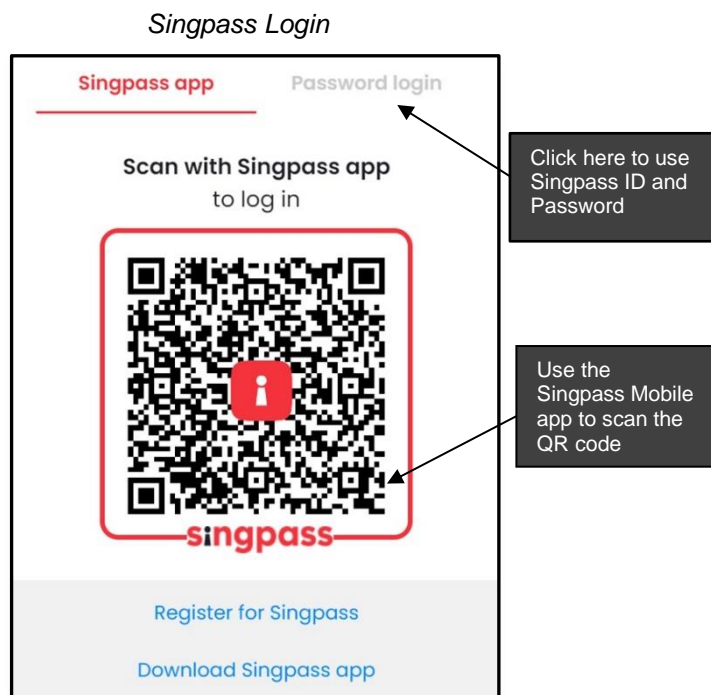 Singpass Login
Singpass app
Password login
Click here to use
Singpass ID and
Password
Scan with Singpass app
to log in
Use the
Singpass Mobile
app to scan the
QR code
singpass
Register for Singpass
Download Singpass app